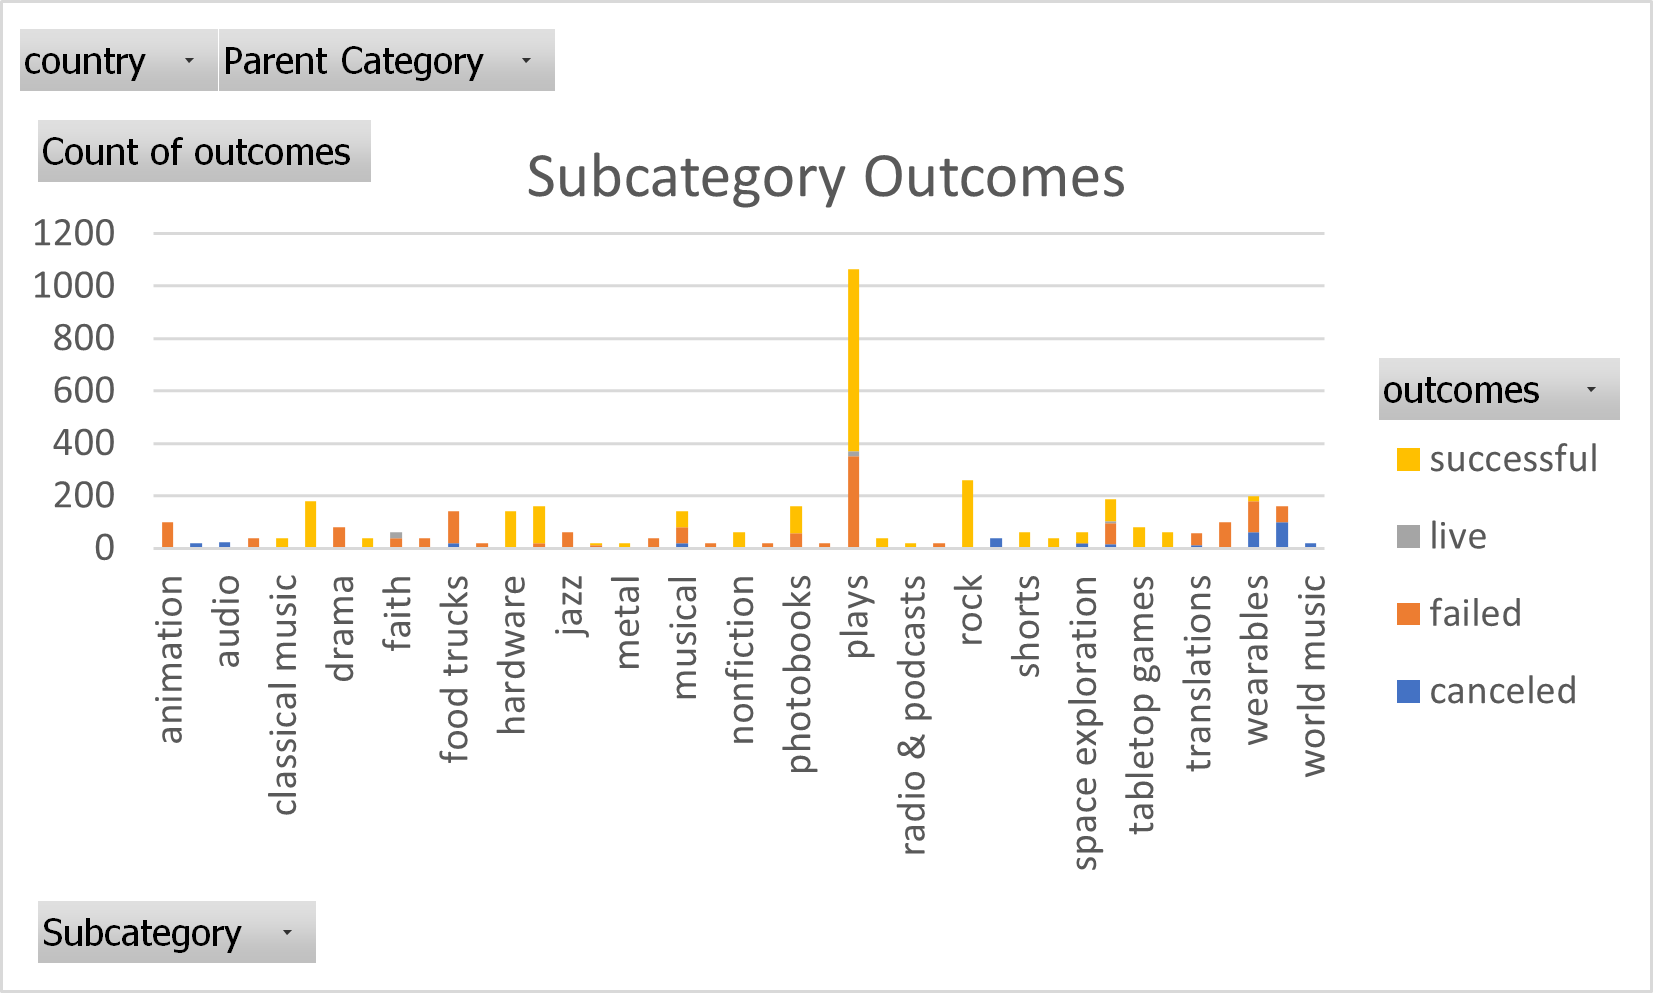 country
Parent Category
Count of outcomes
Subcategory Outcomes
1200
1000
800
600
400
200
0
animation
audio
classical music
drama
faith
food trucks
hardware
jazz
metal
musical
nonfiction
photobooks
plays
radio & podcasts
rock
shorts
space exploration
tabletop games
translations
wearables
world music
outcomes
successful
live
failed
canceled
Subcategory